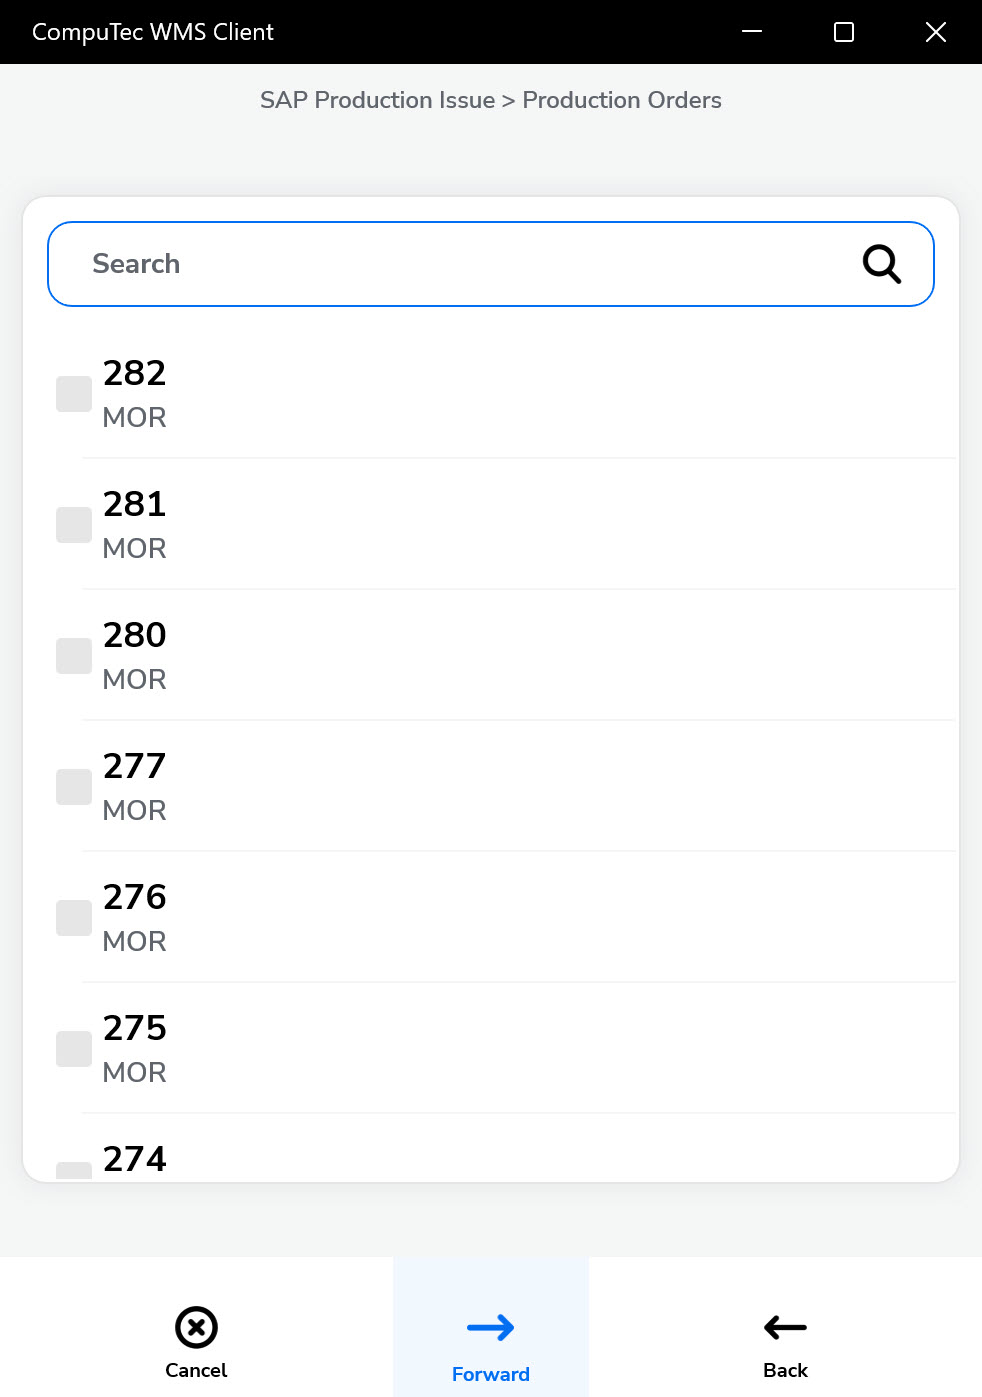 CompuTec WMS Client
SAP Production Issue > Production Orders
Search
282
MOR
281
MOR
280
MOR
277
MOR
276
MOR
275
MOR
274
Cancel
Forward
Back